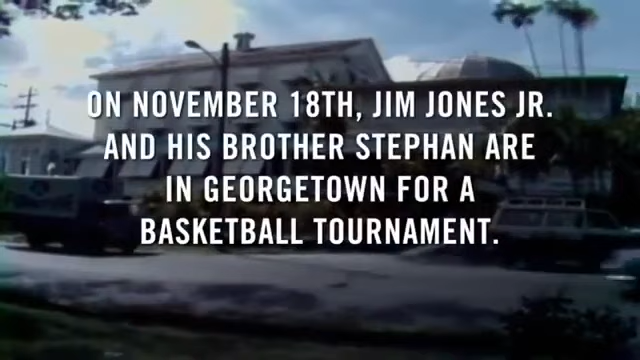 ON NOVEMBER 18TH, JIM JONES JR.
AND HIS BROTHER STEPHAN ARE
IN GEORGETOWN FOR A
BASKETBALL TOURNAMENT.